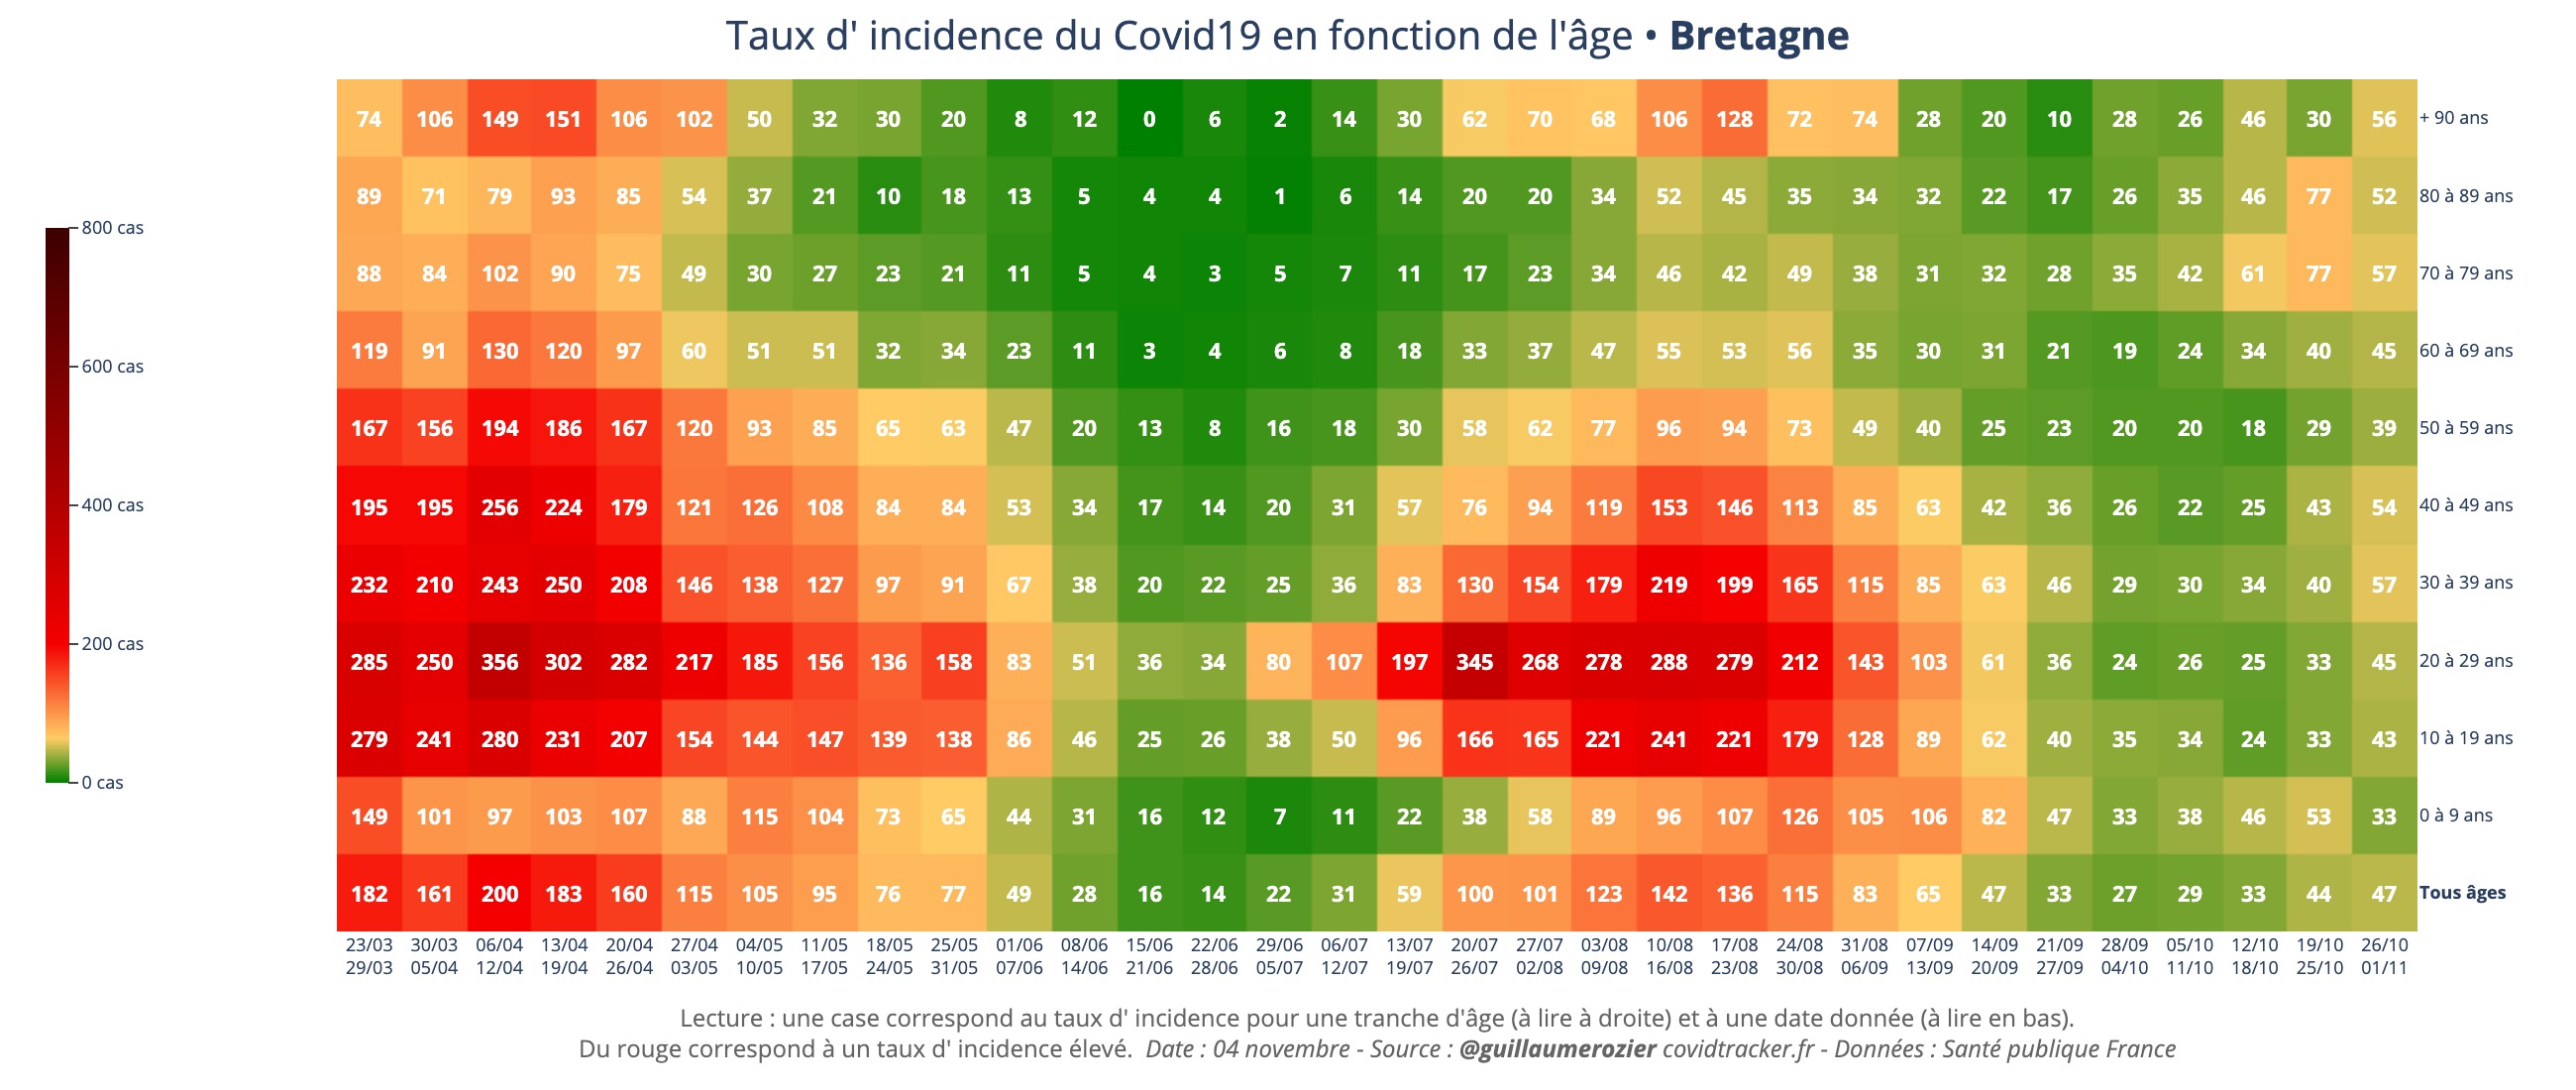 Taux d' incidence du Covid19 en fonction de l'âge • Bretagne
800 cas
600 cas
400 cas
200 cas
0 cas
74 106 149 151 106 102 50 32 30 20 8 12 0 6 2 14 30 62 70 68 106 128 72 74 28 20 10 28 26 46 30 56 + 90 ans
89 71 79 93 85 54 37 21 10 18 13 5 4 4 1 6 14 20 20 34 52 45 35 34 32 22 17 26 35 46 77 52 80 à 89 ans
88 84 102 90 75 49 30 27 23 21 11 5 4 3 5 7 11 17 23 34 46 42 49 38 31 32 28 35 42 61 77 57 70 à 79 ans
119 91 130 120 97 60 51 51 32 34 23 11 3 4 6 8 18 33 37 47 55 53 56 35 30 31 21 19 24 34 40 45 60 à 69 ans
167 156 194 186 167 120 93 85 65 63 47 20 13 8 16 18 30 58 62 77 96 94 73 49 40 25 23 20 20 18 29 39 50 à 59 ans
195 195 256 224 179 121 126 108 84 84 53 34 17 14 20 31 57 76 94 119 153 146 113 85 63 42 36 26 22 25 43 54 40 à 49 ans
232 210 243 250 208 146 138 127 97 91 67 38 20 22 25 36 83 130 154 179 219 199 165 115 85 63 46 29 30 34 40 57 30 à 39 ans
285 250 356 302 282 217 185 156 136 158 83 51 36 34 80 107 197 345 268 278 288 279 212 143 103 61 36 24 26 25 33 45 20 à 29 ans
279 241 280 231 207 154 144 147 139 138 86 46 25 26 38 50 96 166 165 221 241 221 179 128 89 62 40 35 34 24 33 43 10 à 19 ans
149 101 97 103 107 88 115 104 73 65 44 31 16 12 7 11 22 38 58 89 96 107 126 105 106 82 47 33 38 46 53 33 0 à 9 ans
182 161 200 183 160 115 105 95 76 77 49 28 16 14 22 31 59 100 101 123 142 136 115 83 65 47 33 27 29 33 44 47 Tous âges
23/03 30/03 06/04 13/04 20/04 27/04 04/05 11/05 18/05 25/05 01/06 08/06 15/06 22/06 29/06 06/07 13/07 20/07 27/07 03/08 10/08 17/08 24/08 31/08 07/09 14/09 21/09 28/09 05/10 12/10 19/10 26/10
29/03 05/04 12/04 19/04 26/04 03/05 10/05 17/05 24/05 31/05 07/06 14/06 21/06 28/06 05/07 12/07 19/07 26/07 02/08 09/08 16/08 23/08 30/08 06/09 13/09 20/09 27/09 04/10 11/10 18/10 25/10 01/11
Lecture : une case correspond au taux d' incidence pour une tranche d'âge (à lire à droite) et à une date donnée (à lire en bas).
Du rouge correspond à un taux d' incidence élevé. Date : 04 novembre - Source : @guillaumerozier covidtracker.fr - Données : Santé publique France